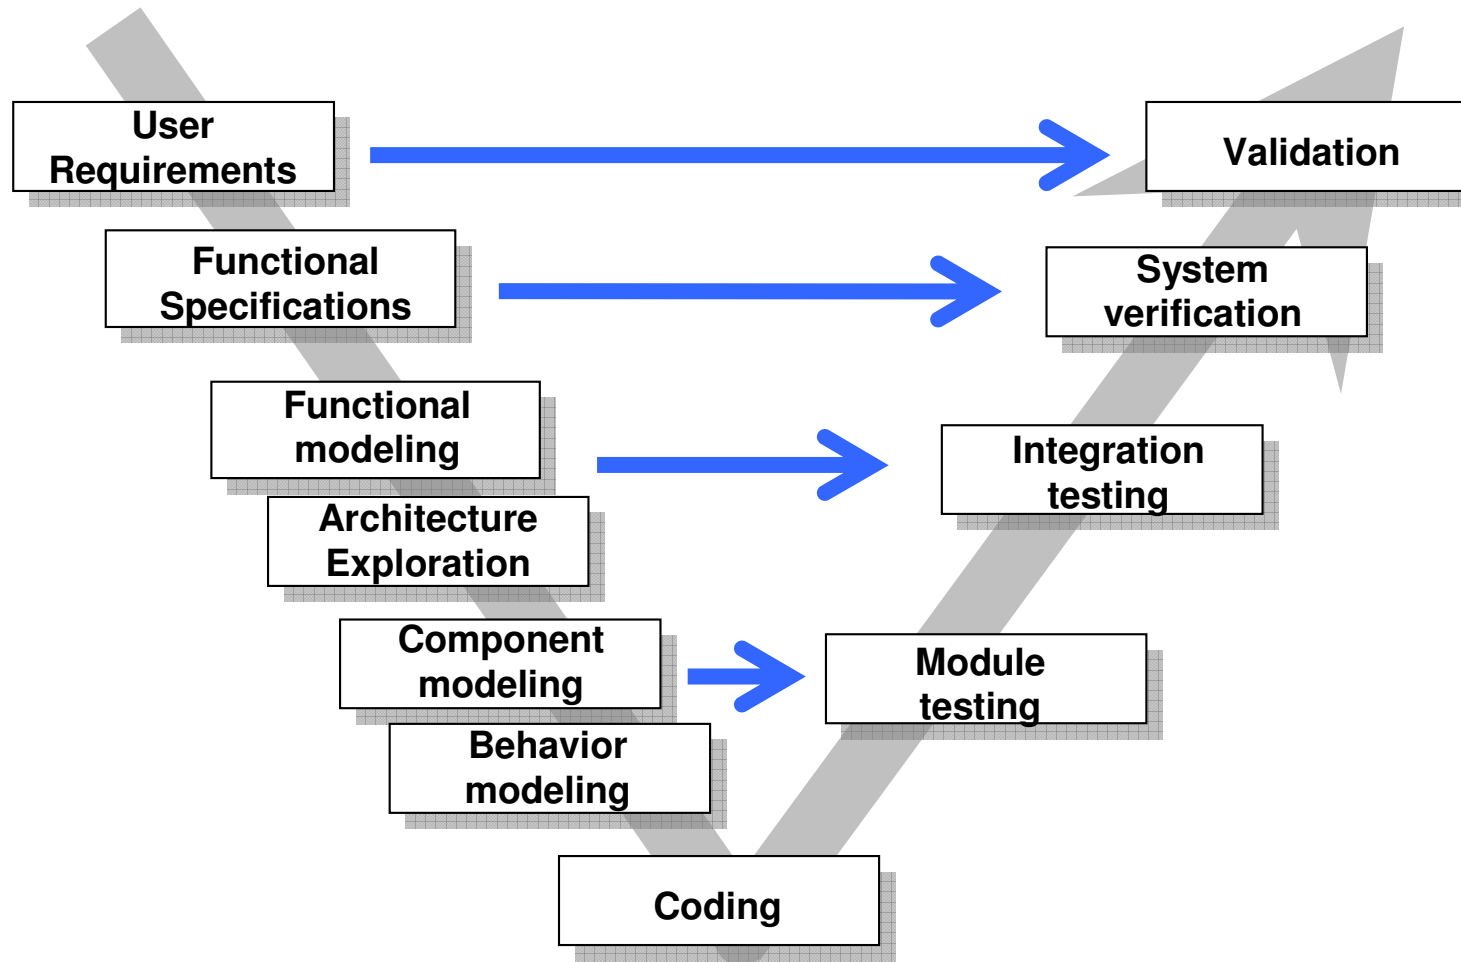 User
Requirements
Validation
Functional
Specifications
System
verification
Functional
modeling
Integration
testing
Architecture
Exploration
Component
modeling
Module
testing
Behavior
modeling
Coding